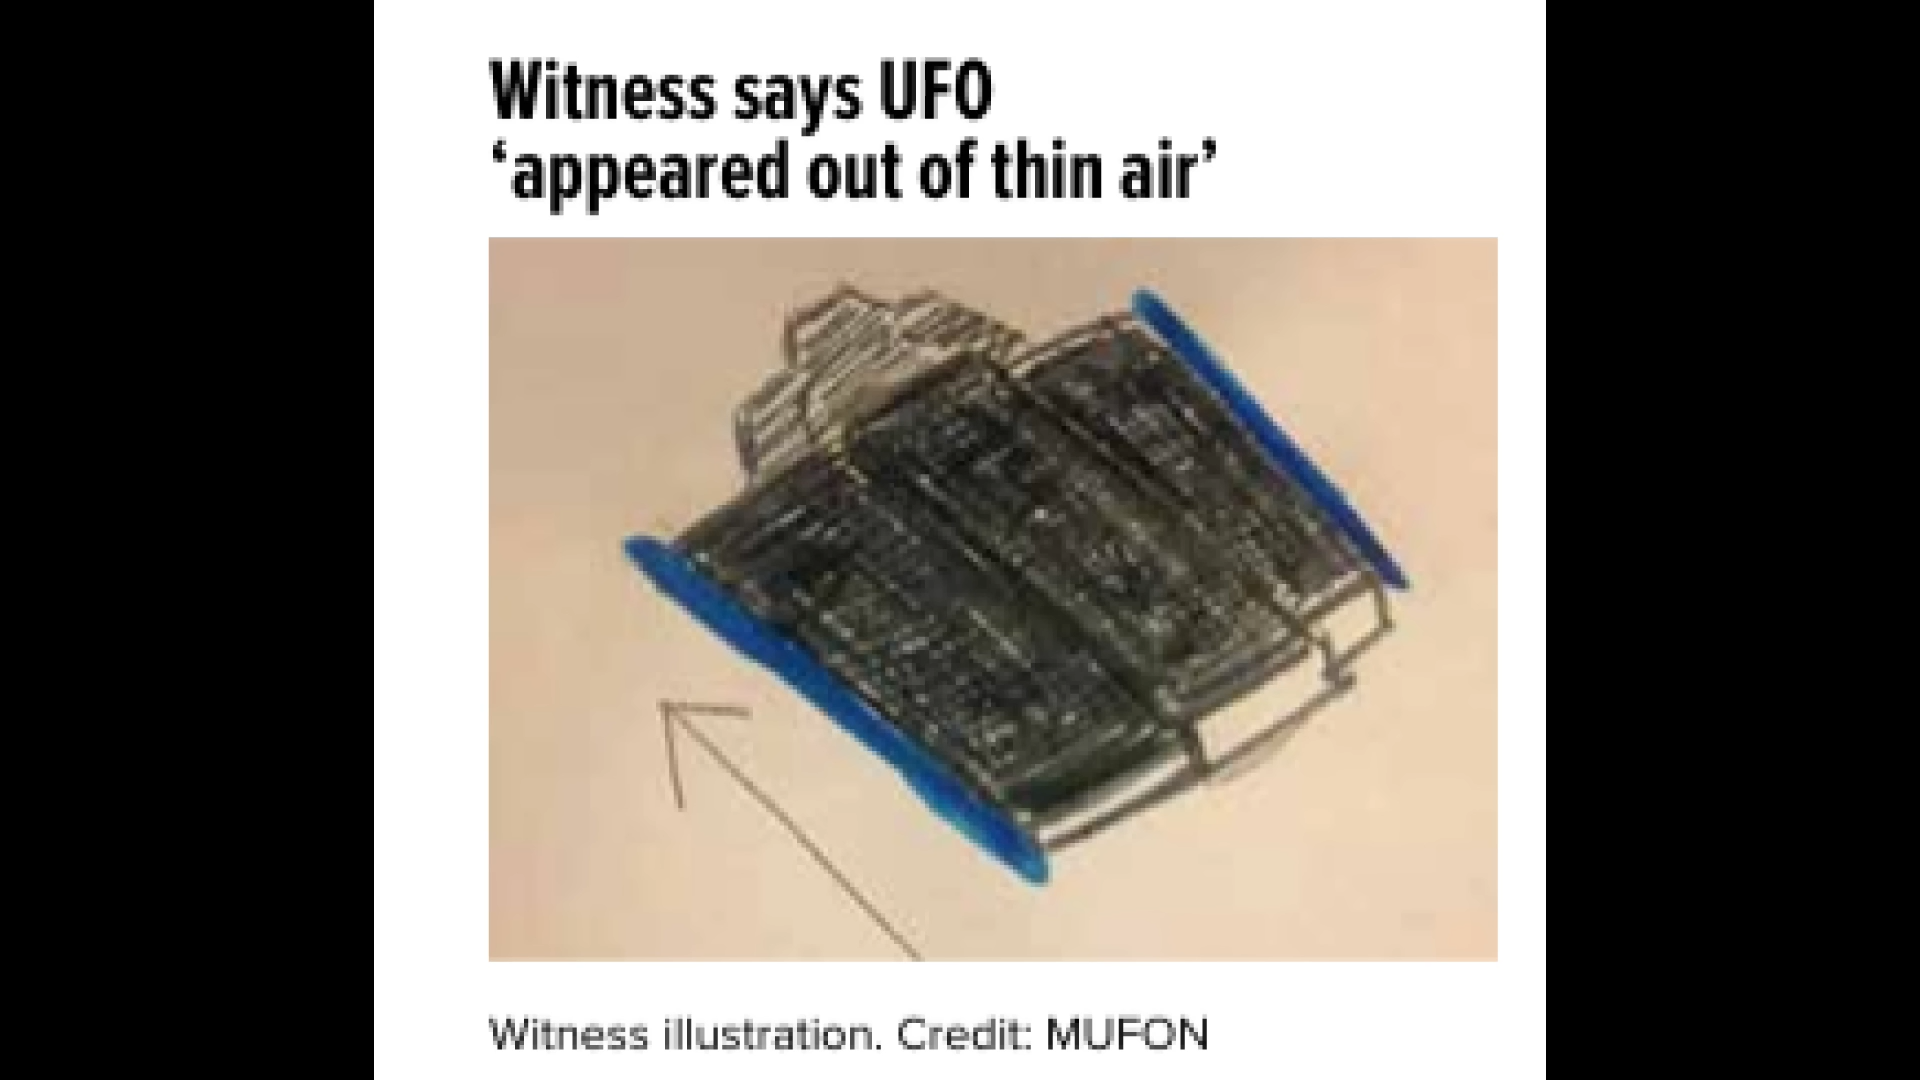 Witness says UFO
‘appeared out of thin air’
Witness illustration. Credit: MUFON